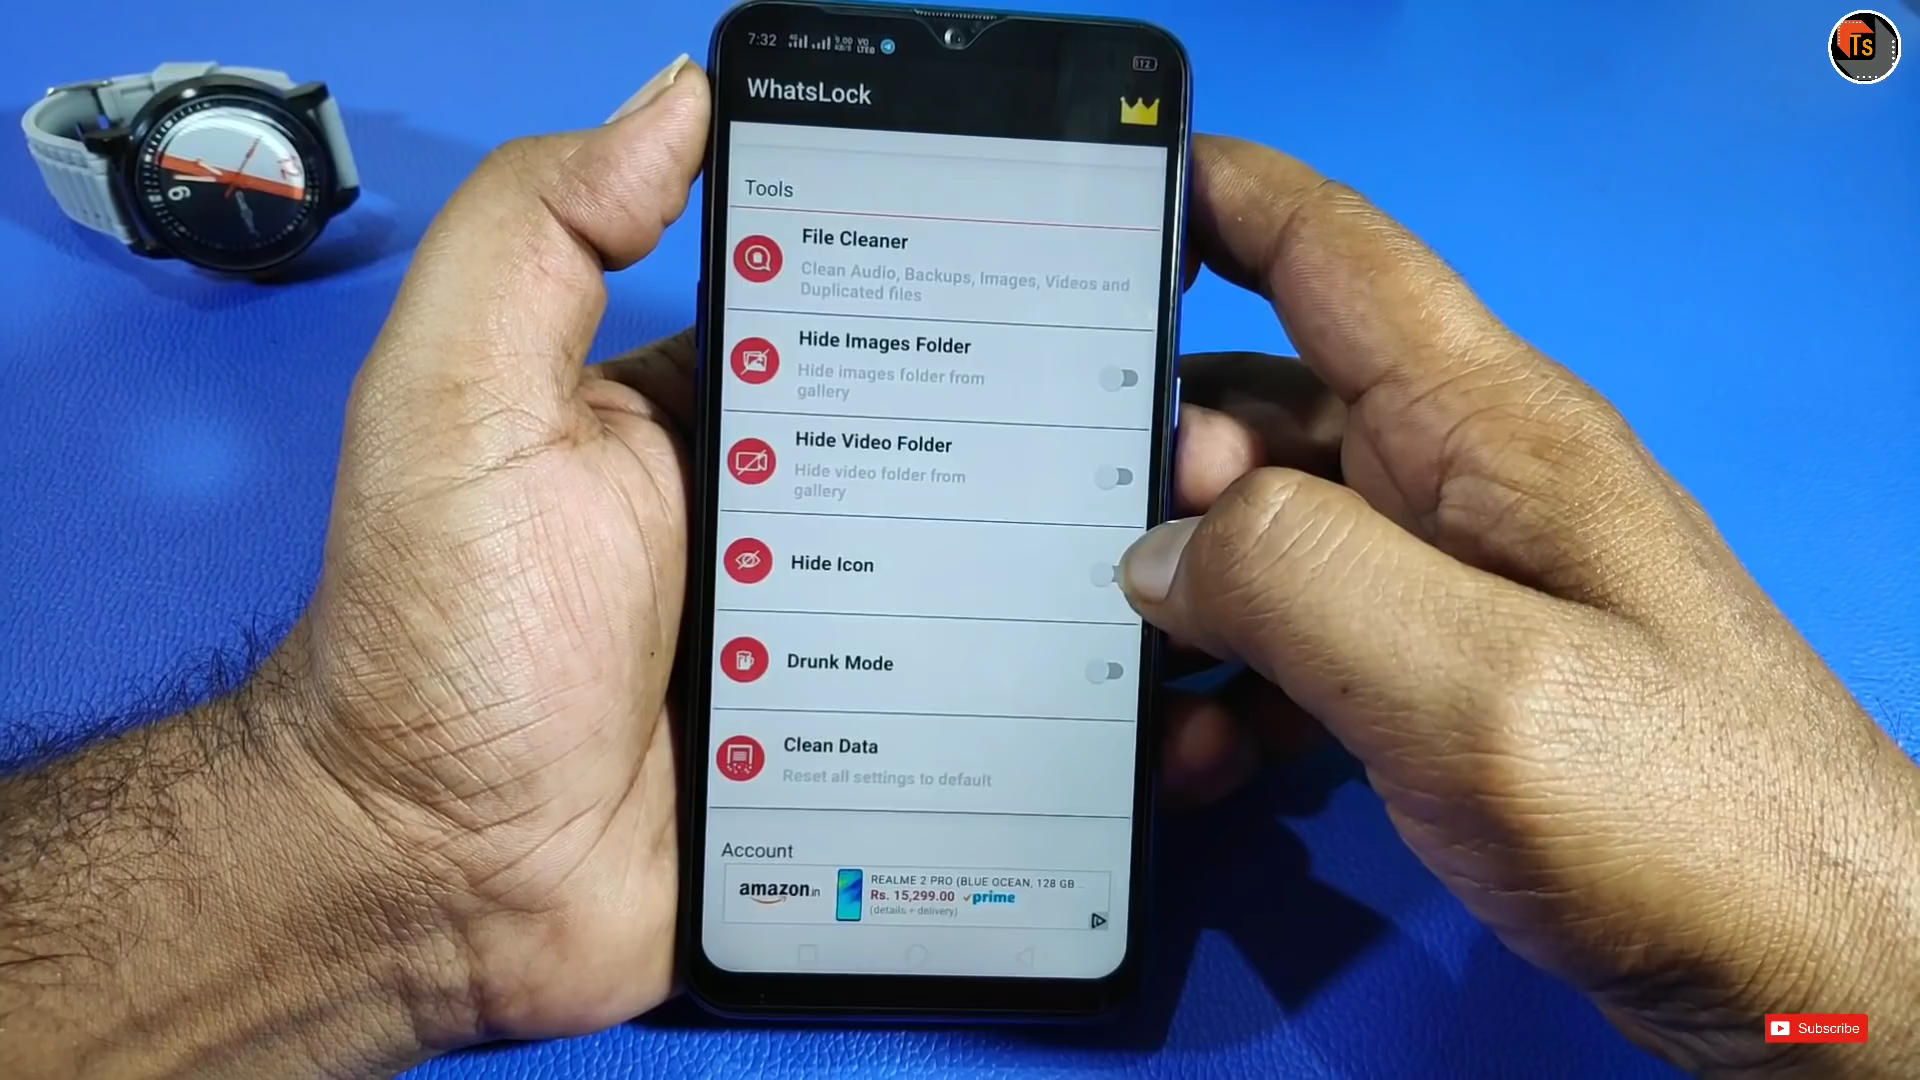 Ts
7:32
WhatsLock
Tools
File Cleaner
Clean Audio, Backups, Images, Videos and
Duplicated files
Hide Images Folder
Hide images folder from
gallery
Hide Video Folder
Hide video folder from
gallery
Hide Icon
Drunk Mode
Clean Data
Reset all settings to default
Account
amazon.in
REALME 2 PRO (BLUE OCEAN, 128 GB ...
Rs. 15,299.00 prime
(details + delivery)
Subscribe